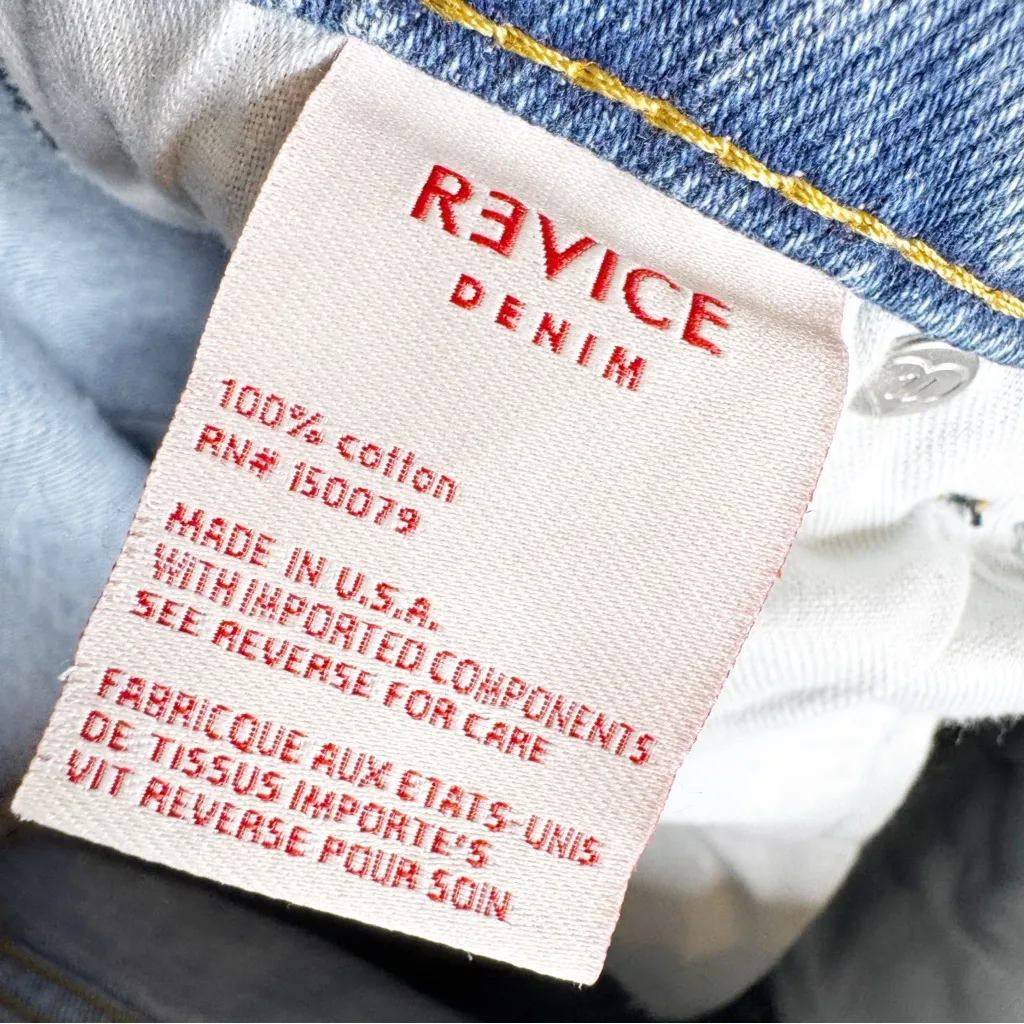 RƎVICE
DENIM
100% cotton
RN# 150079
MADE IN U.S.A.
WITH IMPORTED COMPONENTS
SEE REVERSE FOR CARE
FABRICQUE AUX ETATS-UNIS
DE TISSUS IMPORTE'S
VIT REVERSE POUR SOIN